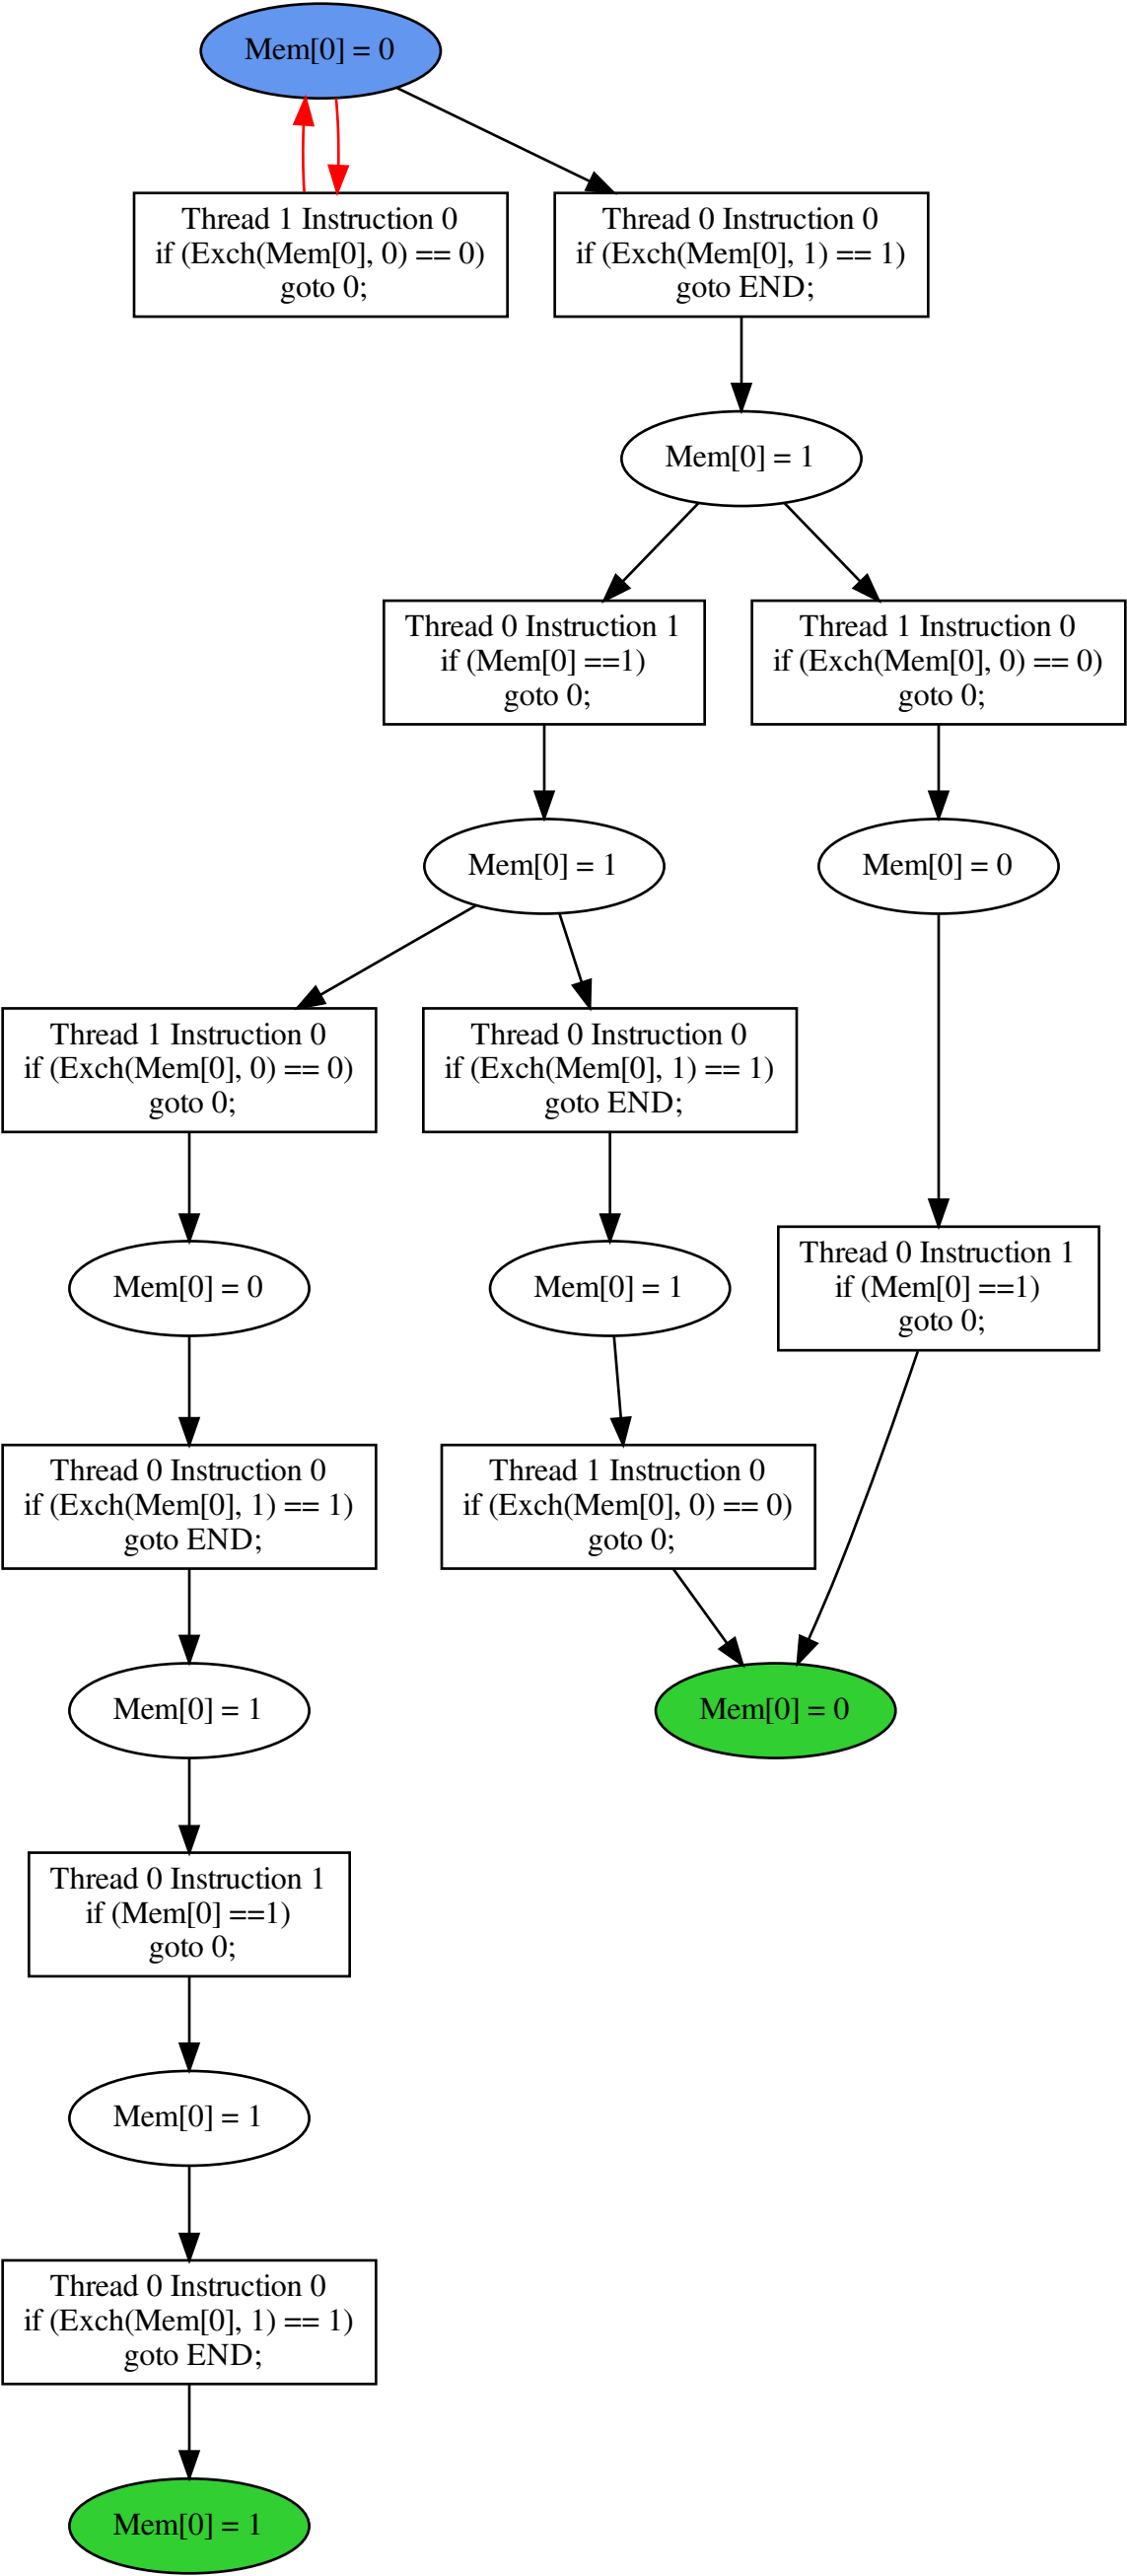 Mem[0] = 0
Thread 1 Instruction 0
if (Exch(Mem[0], 0) == 0)
goto 0;
Thread 0 Instruction 0
if (Exch(Mem[0], 1) == 1)
goto END;
Mem[0] = 1
Thread 0 Instruction 1
if (Mem[0] ==1)
goto 0;
Thread 1 Instruction 0
if (Exch(Mem[0], 0) == 0)
goto 0;
Mem[0] = 1
Mem[0] = 0
Thread 1 Instruction 0
if (Exch(Mem[0], 0) == 0)
goto 0;
Thread 0 Instruction 0
if (Exch(Mem[0], 1) == 1)
goto END;
Mem[0] = 0
Mem[0] = 1
Thread 0 Instruction 1
if (Mem[0] ==1)
goto 0;
Thread 0 Instruction 0
if (Exch(Mem[0], 1) == 1)
goto END;
Thread 1 Instruction 0
if (Exch(Mem[0], 0) == 0)
goto 0;
Mem[0] = 1
Mem[0] = 0
Thread 0 Instruction 1
if (Mem[0] ==1)
goto 0;
Mem[0] = 1
Thread 0 Instruction 0
if (Exch(Mem[0], 1) == 1)
goto END;
Mem[0] = 1